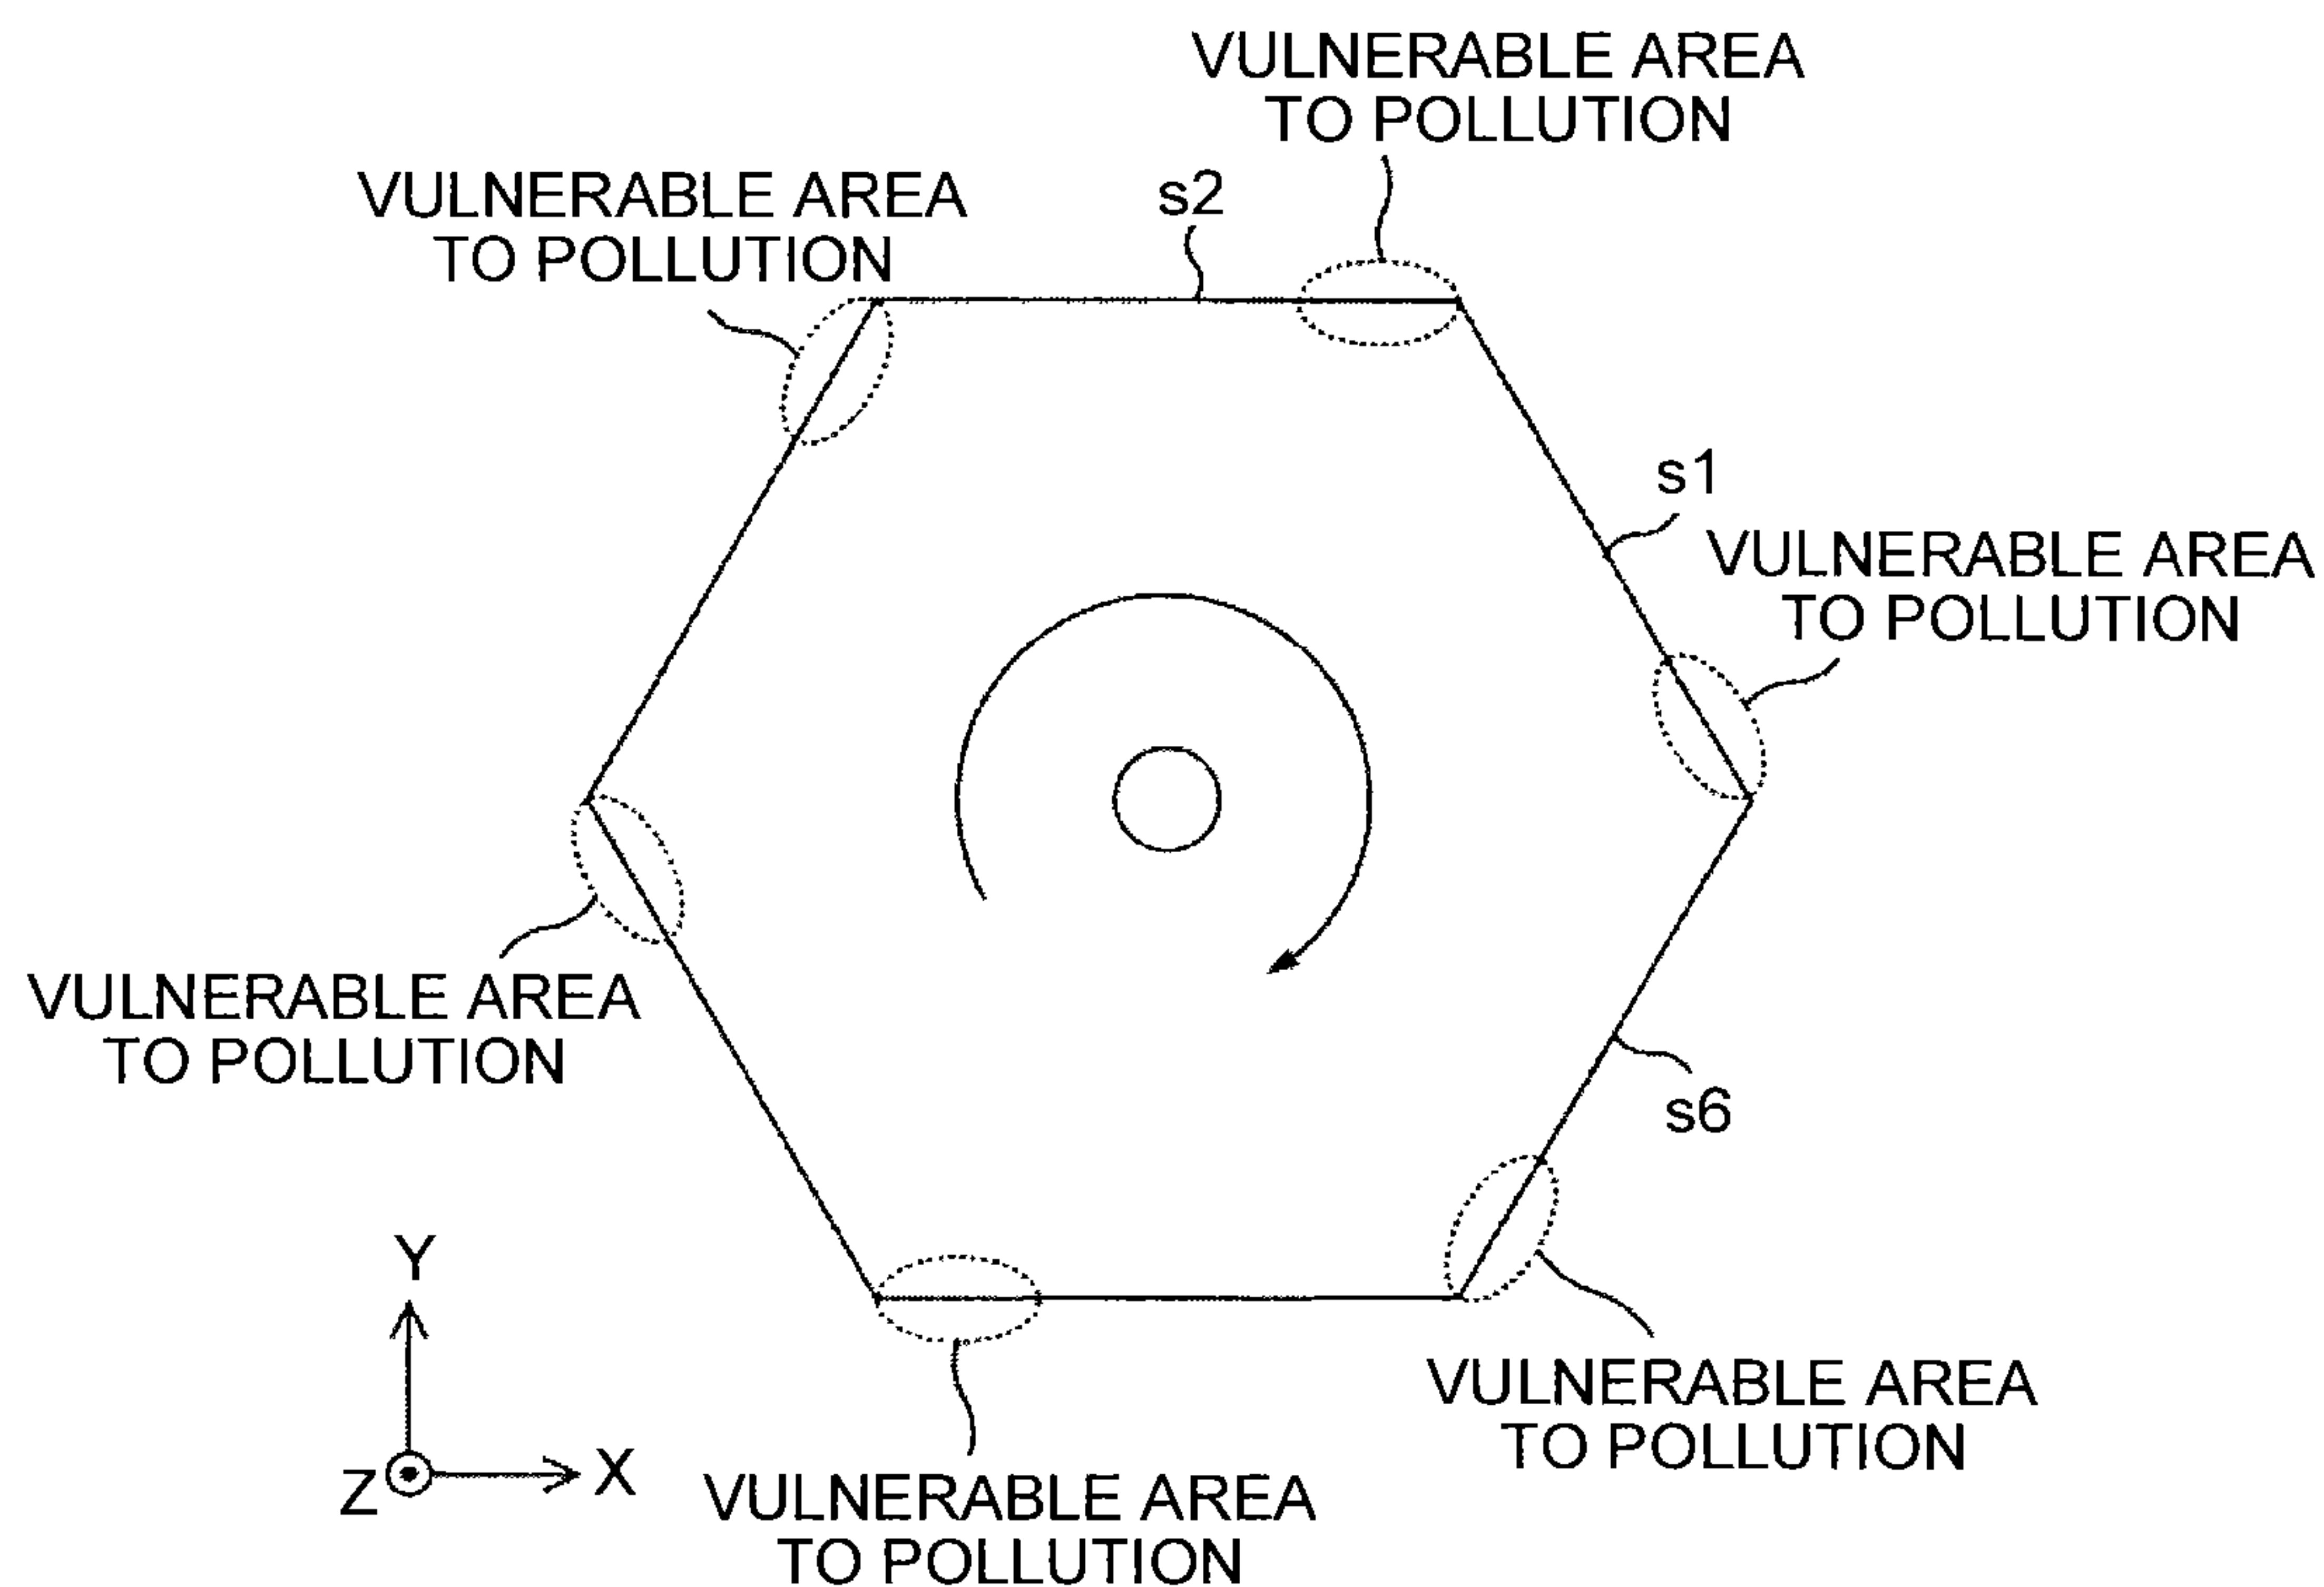 VULNERABLE AREA
TO POLLUTION
VULNERABLE AREA
TO POLLUTION
s2
s1
VULNERABLE AREA
TO POLLUTION
VULNERABLE AREA
TO POLLUTION
s6
Y
Z
X
VULNERABLE AREA
TO POLLUTION
VULNERABLE AREA
TO POLLUTION